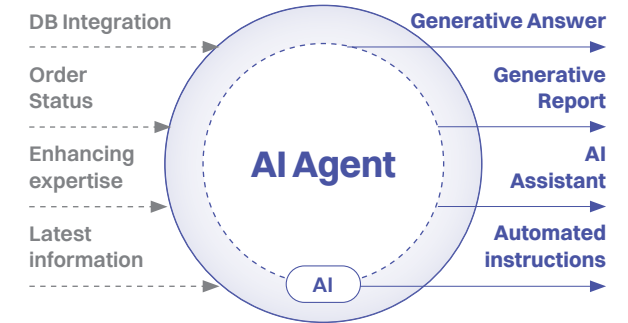 DB Integration
Order
Status
Enhancing
expertise
Latest
information
AI Agent
AI
Generative Answer
Generative
Report
AI
Assistant
Automated
instructions